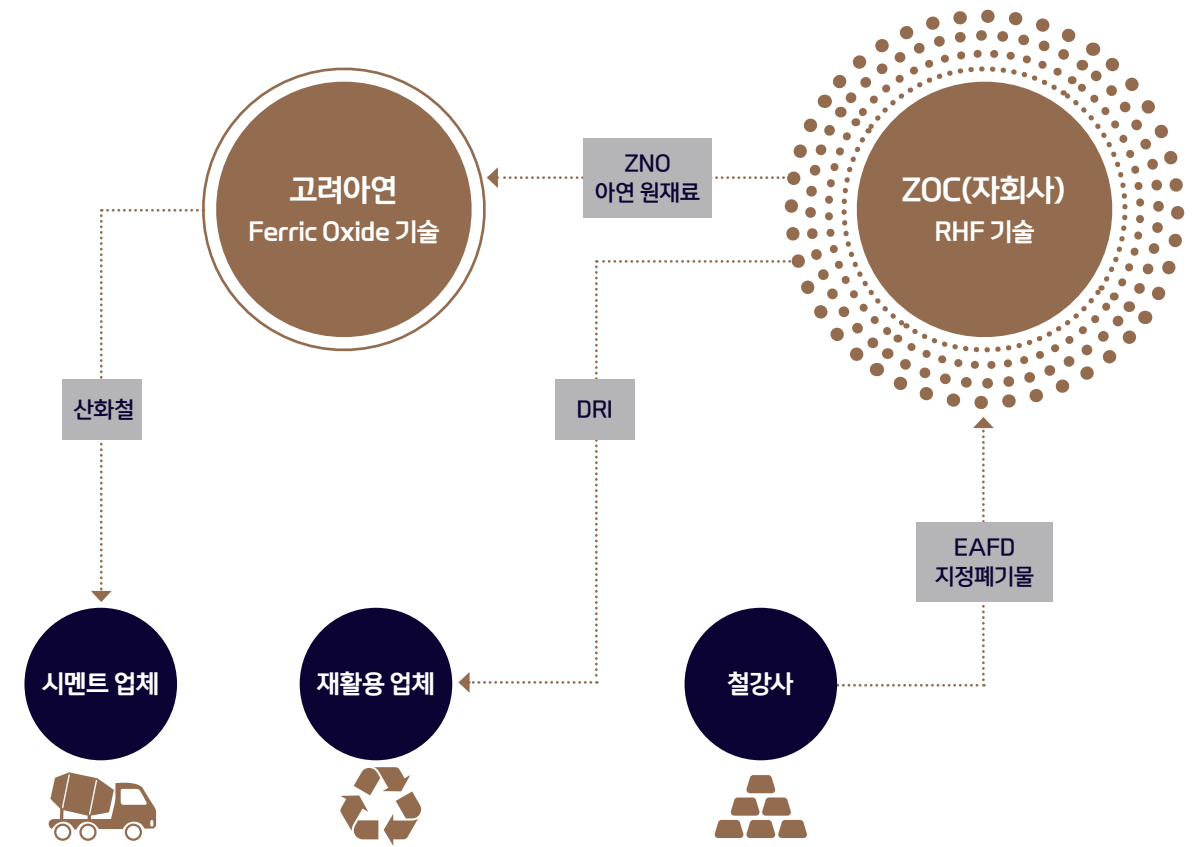 고려아연
Ferric Oxide 기술
ZNO
아연 원재료
ZOC(자회사)
RHF 기술
산화철
DRI
EAFD
지정폐기물
시멘트 업체
재활용 업체
철강사